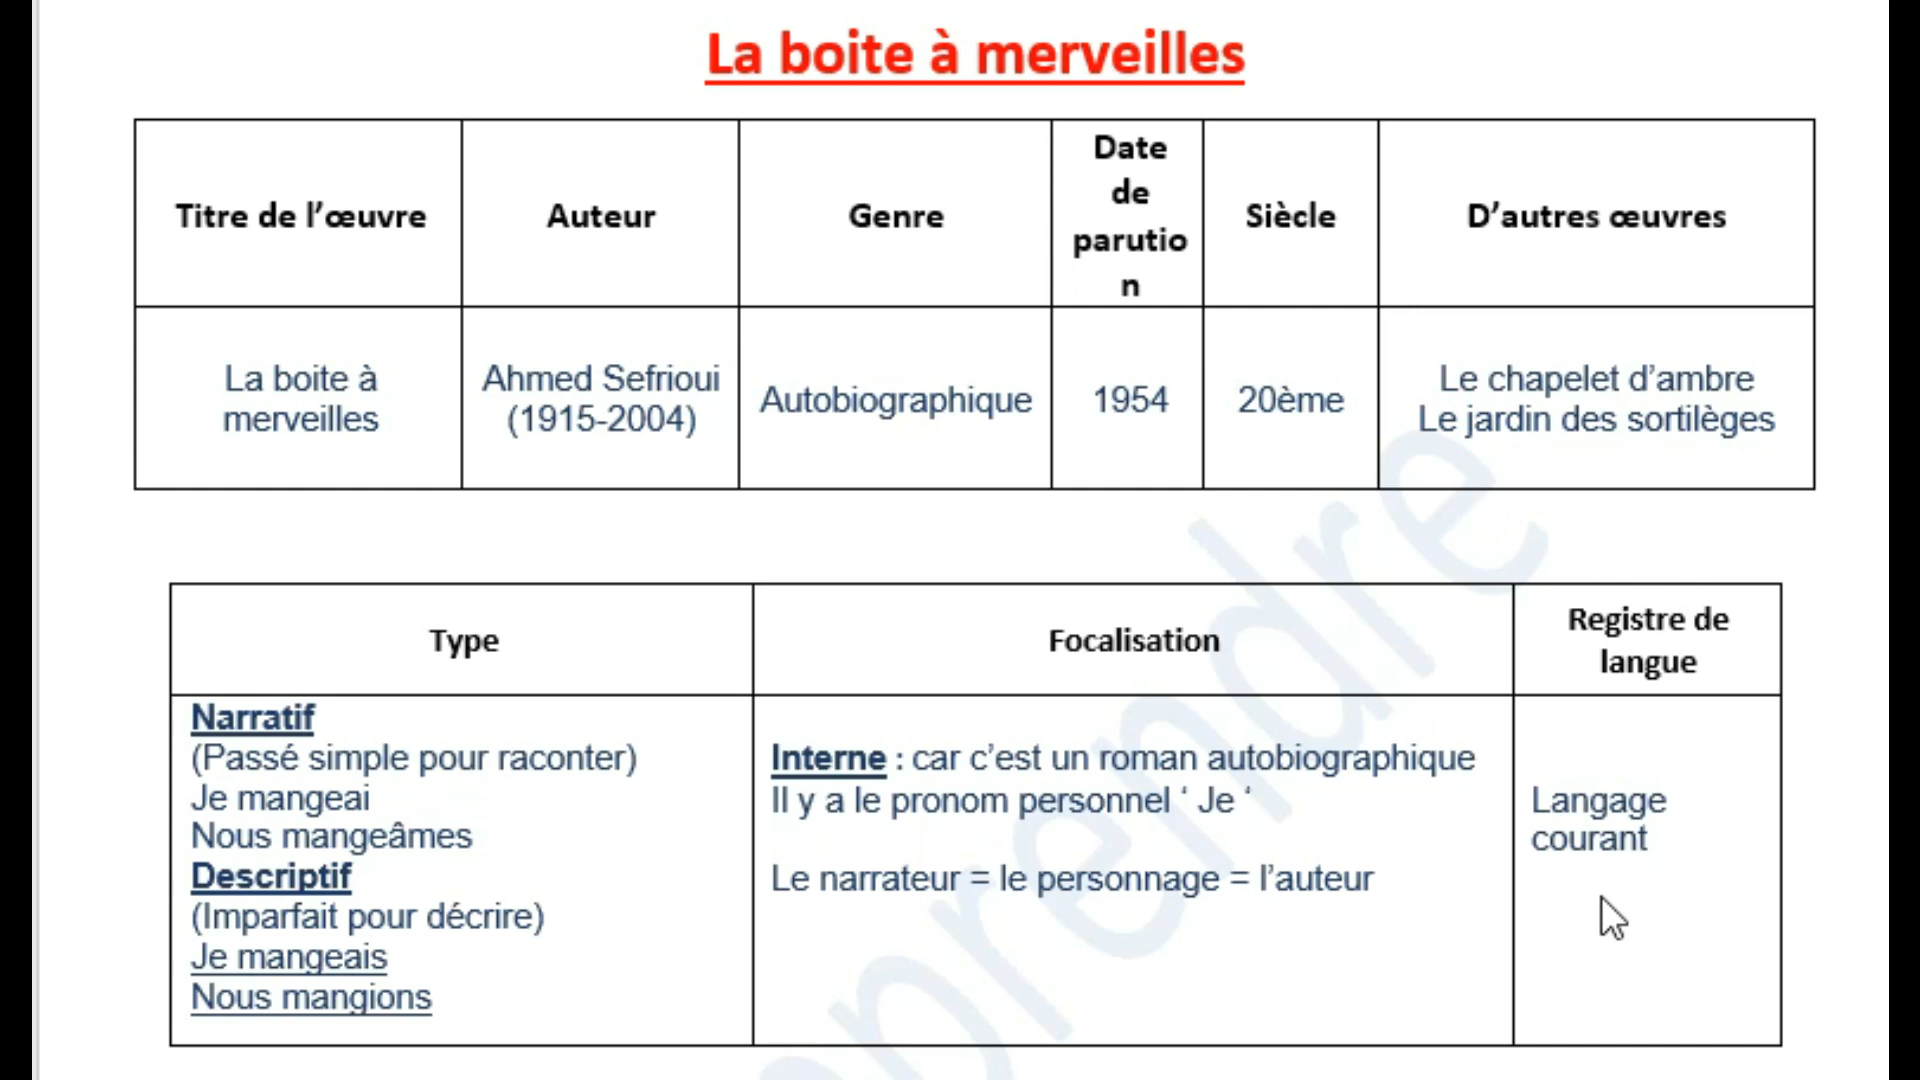 La boite à merveilles
Titre de l’œuvre
Auteur
Genre
Date
de
parutio
n
Siècle
D’autres œuvres
La boite à
merveilles
Ahmed Sefrioui
(1915-2004)
Autobiographique
1954
20ème
Le chapelet d’ambre
Le jardin des sortilèges
Type
Focalisation
Registre de
langue
Narratif
(Passé simple pour raconter)
Je mangeai
Nous mangeâmes
Descriptif
(Imparfait pour décrire)
Je mangeais
Nous mangions
Interne : car c’est un roman autobiographique
Il y a le pronom personnel ‘ Je ‘
Le narrateur = le personnage = l’auteur
Langage
courant
prendre